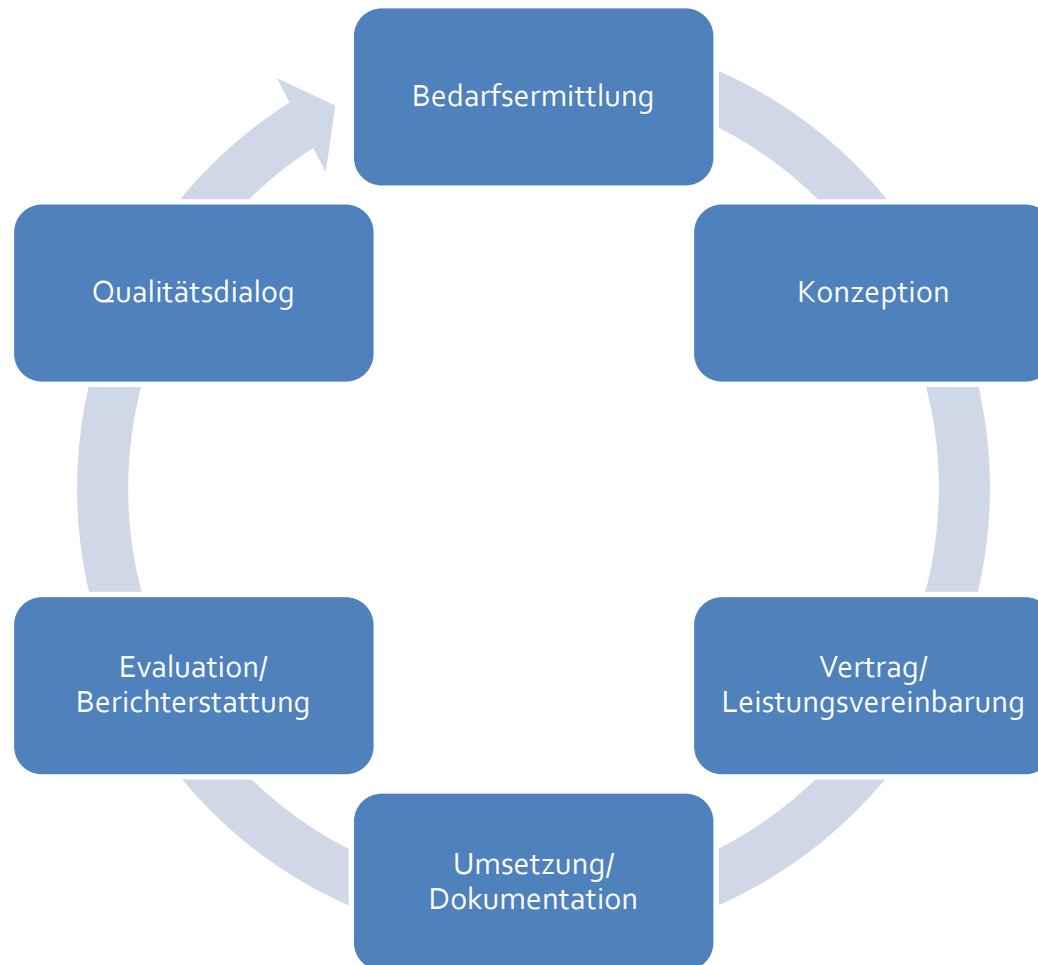 Bedarfsermittlung
Konzeption
Vertrag/
Leistungsvereinbarung
Umsetzung/
Dokumentation
Evaluation/
Berichterstattung
Qualitätsdialog